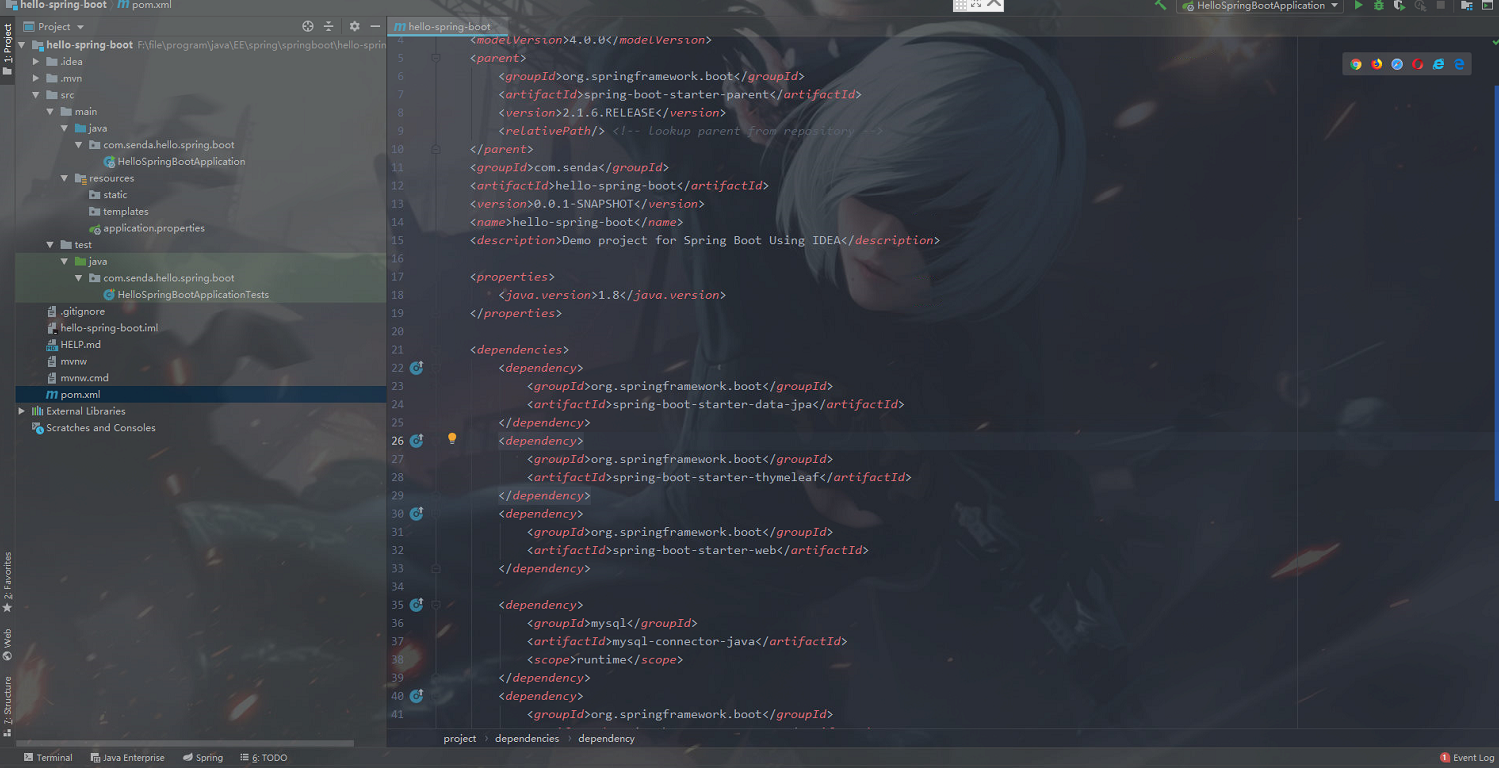 hello-spring-boot
pom.xml
HelloSpringBootApplication
1: Project
Project
hello-spring-boot
hello-spring-boot F:\file\program\java\EE\spring\springboot\hello-sprin
.idea
.mvn
src
main
java
com.senda.hello.spring.boot
HelloSpringBootApplication
resources
static
templates
application.properties
test
java
com.senda.hello.spring.boot
HelloSpringBootApplicationTests
.gitignore
hello-spring-boot.iml
HELP.md
mvnw
mvnw.cmd
pom.xml
External Libraries
Scratches and Consoles
4 <modelVersion>4.0.0</modelVersion>
5 <parent>
6 <groupId>org.springframework.boot</groupId>
7 <artifactId>spring-boot-starter-parent</artifactId>
8 <version>2.1.6.RELEASE</version>
9 <relativePath/> <!-- lookup parent from repository -->
10 </parent>
11 <groupId>com.senda</groupId>
12 <artifactId>hello-spring-boot</artifactId>
13 <version>0.0.1-SNAPSHOT</version>
14 <name>hello-spring-boot</name>
15 <description>Demo project for Spring Boot Using IDEA</description>
16
17 <properties>
18 <java.version>1.8</java.version>
19 </properties>
20
21 <dependencies>
22 <dependency>
23 <groupId>org.springframework.boot</groupId>
24 <artifactId>spring-boot-starter-data-jpa</artifactId>
25 </dependency>
26 <dependency>
27 <groupId>org.springframework.boot</groupId>
28 <artifactId>spring-boot-starter-thymeleaf</artifactId>
29 </dependency>
30 <dependency>
31 <groupId>org.springframework.boot</groupId>
32 <artifactId>spring-boot-starter-web</artifactId>
33 </dependency>
34
35 <dependency>
36 <groupId>mysql</groupId>
37 <artifactId>mysql-connector-java</artifactId>
38 <scope>runtime</scope>
39 </dependency>
40 <dependency>
41 <groupId>org.springframework.boot</groupId>
project › dependencies › dependency
2: Favorites
Web
7: Structure
Terminal
Java Enterprise
Spring
6: TODO
1 Event Log